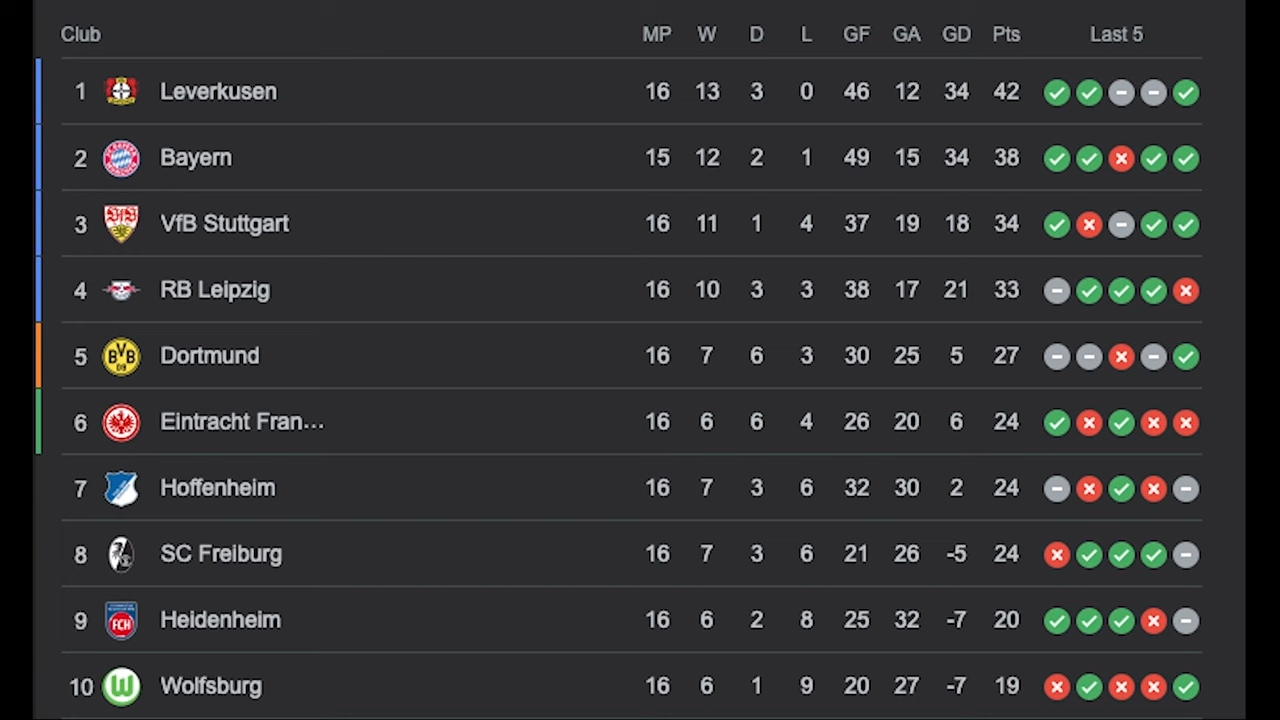 Club MP W D L GF GA GD Pts Last 5
1 Leverkusen 16 13 3 0 46 12 34 42
2 Bayern 15 12 2 1 49 15 34 38
3 VfB Stuttgart 16 11 1 4 37 19 18 34
4 RB Leipzig 16 10 3 3 38 17 21 33
5 BVB 09 Dortmund 16 7 6 3 30 25 5 27
6 Eintracht Fran... 16 6 6 4 26 20 6 24
7 Hoffenheim 16 7 3 6 32 30 2 24
8 SC Freiburg 16 7 3 6 21 26 -5 24
9 FCH Heidenheim 16 6 2 8 25 32 -7 20
10 W Wolfsburg 16 6 1 9 20 27 -7 19